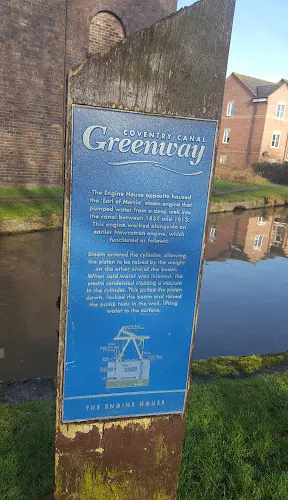 COVENTRY CANAL
Greenway
The Engine House opposite housed
the 'Earl of Mercia' steam engine that
pumped water from a deep well into
the canal between 1837 and 1913.
This engine worked alongside an
earlier Newcomen engine, which
functioned as follows:
Steam entered the cylinder, allowing
the piston to be raised by the weight
on the other end of the beam.
When cold water was injected, the
steam condensed creating a vacuum
in the cylinder. This pulled the piston
down, rocked the beam and raised
the pump rods in the well, lifting
water to the surface.
THE ENGINE HOUSE